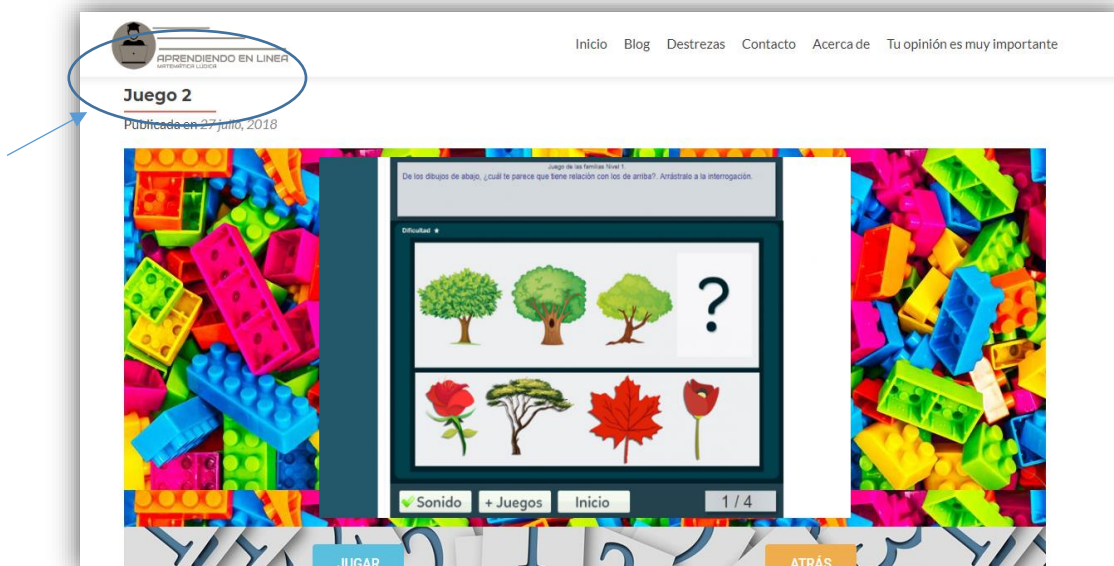 APRENDIENDO EN LINEA
MATEMÁTICA LÚDICA
Inicio Blog Destrezas Contacto Acerca de Tu opinión es muy importante
Juego 2
Publicada en 27 julio, 2018
Juego de las familias Nivel 1.
De los dibujos de abajo, ¿cuál te parece que tiene relación con los de arriba?. Arrástralo a la interrogación.
Dificultad ★
?
Sonido + Juegos Inicio 1 / 4
JUGAR ATRÁS